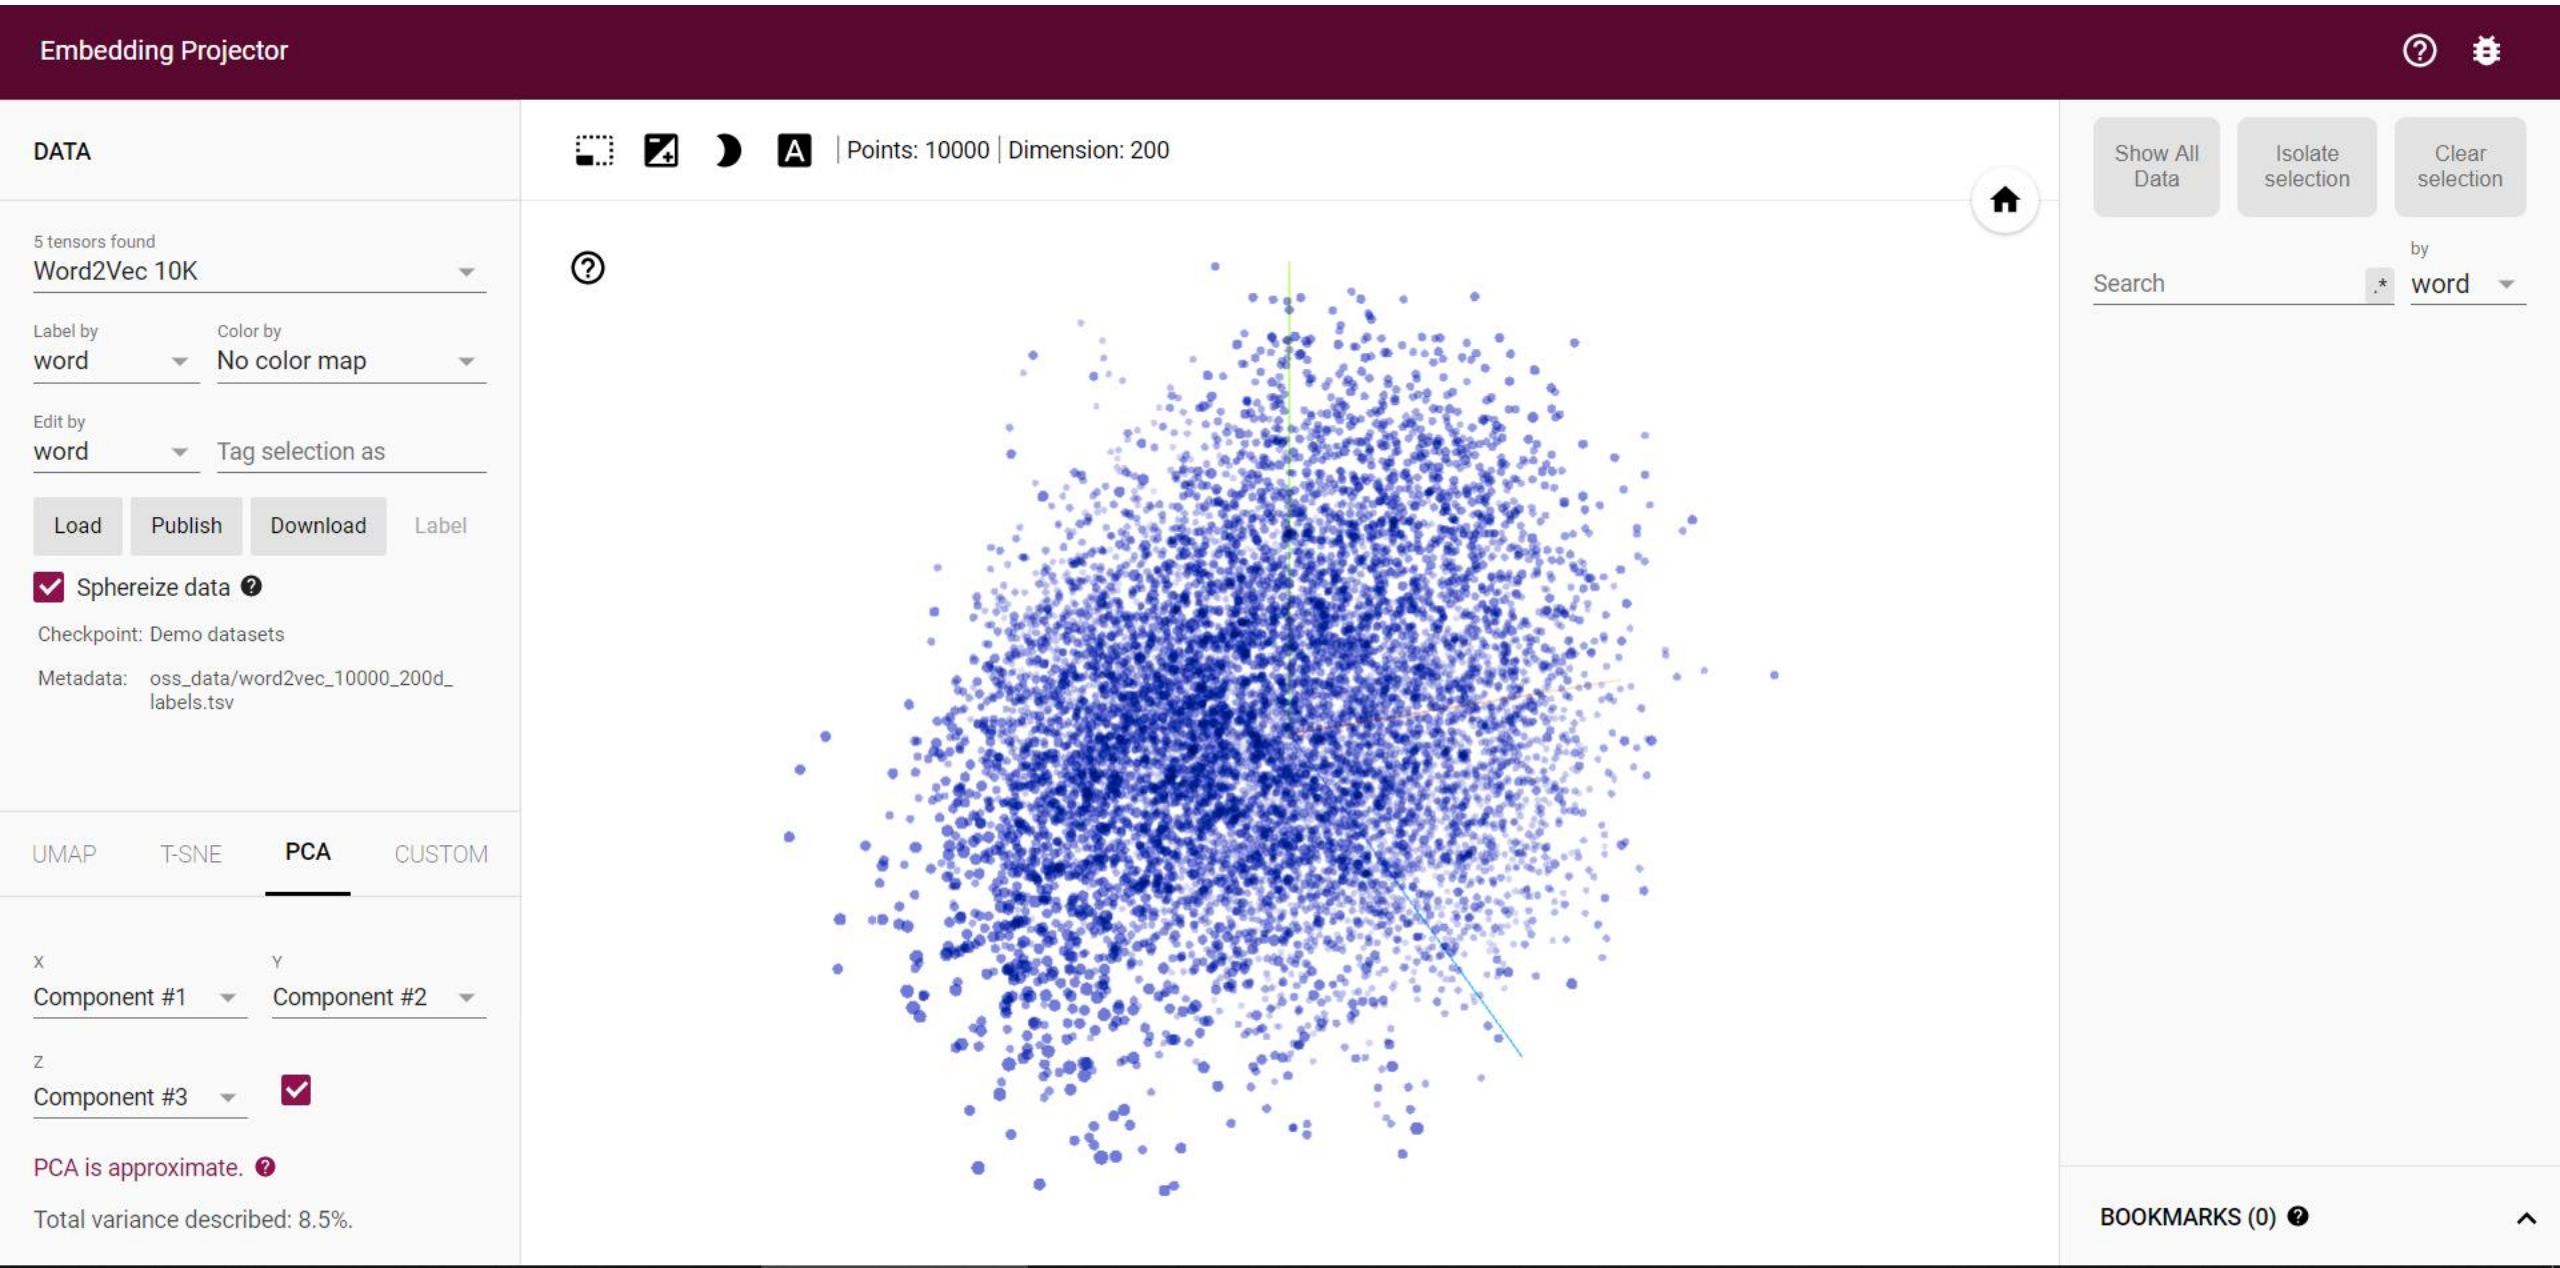 Embedding Projector
DATA
5 tensors found
Word2Vec 10K
Label by
Color by
word
No color map
Edit by
word
Tag selection as
Load
Publish
Download
Label
Sphereize data
Checkpoint: Demo datasets
Metadata: oss_data/word2vec_10000_200d_
labels.tsv
UMAP
T-SNE
PCA
CUSTOM
X
Y
Component #1
Component #2
Z
Component #3
PCA is approximate.
Total variance described: 8.5%.
A
Points: 10000
Dimension: 200
Show All
Data
Isolate
selection
Clear
selection
by
Search
.*
word
BOOKMARKS (0)